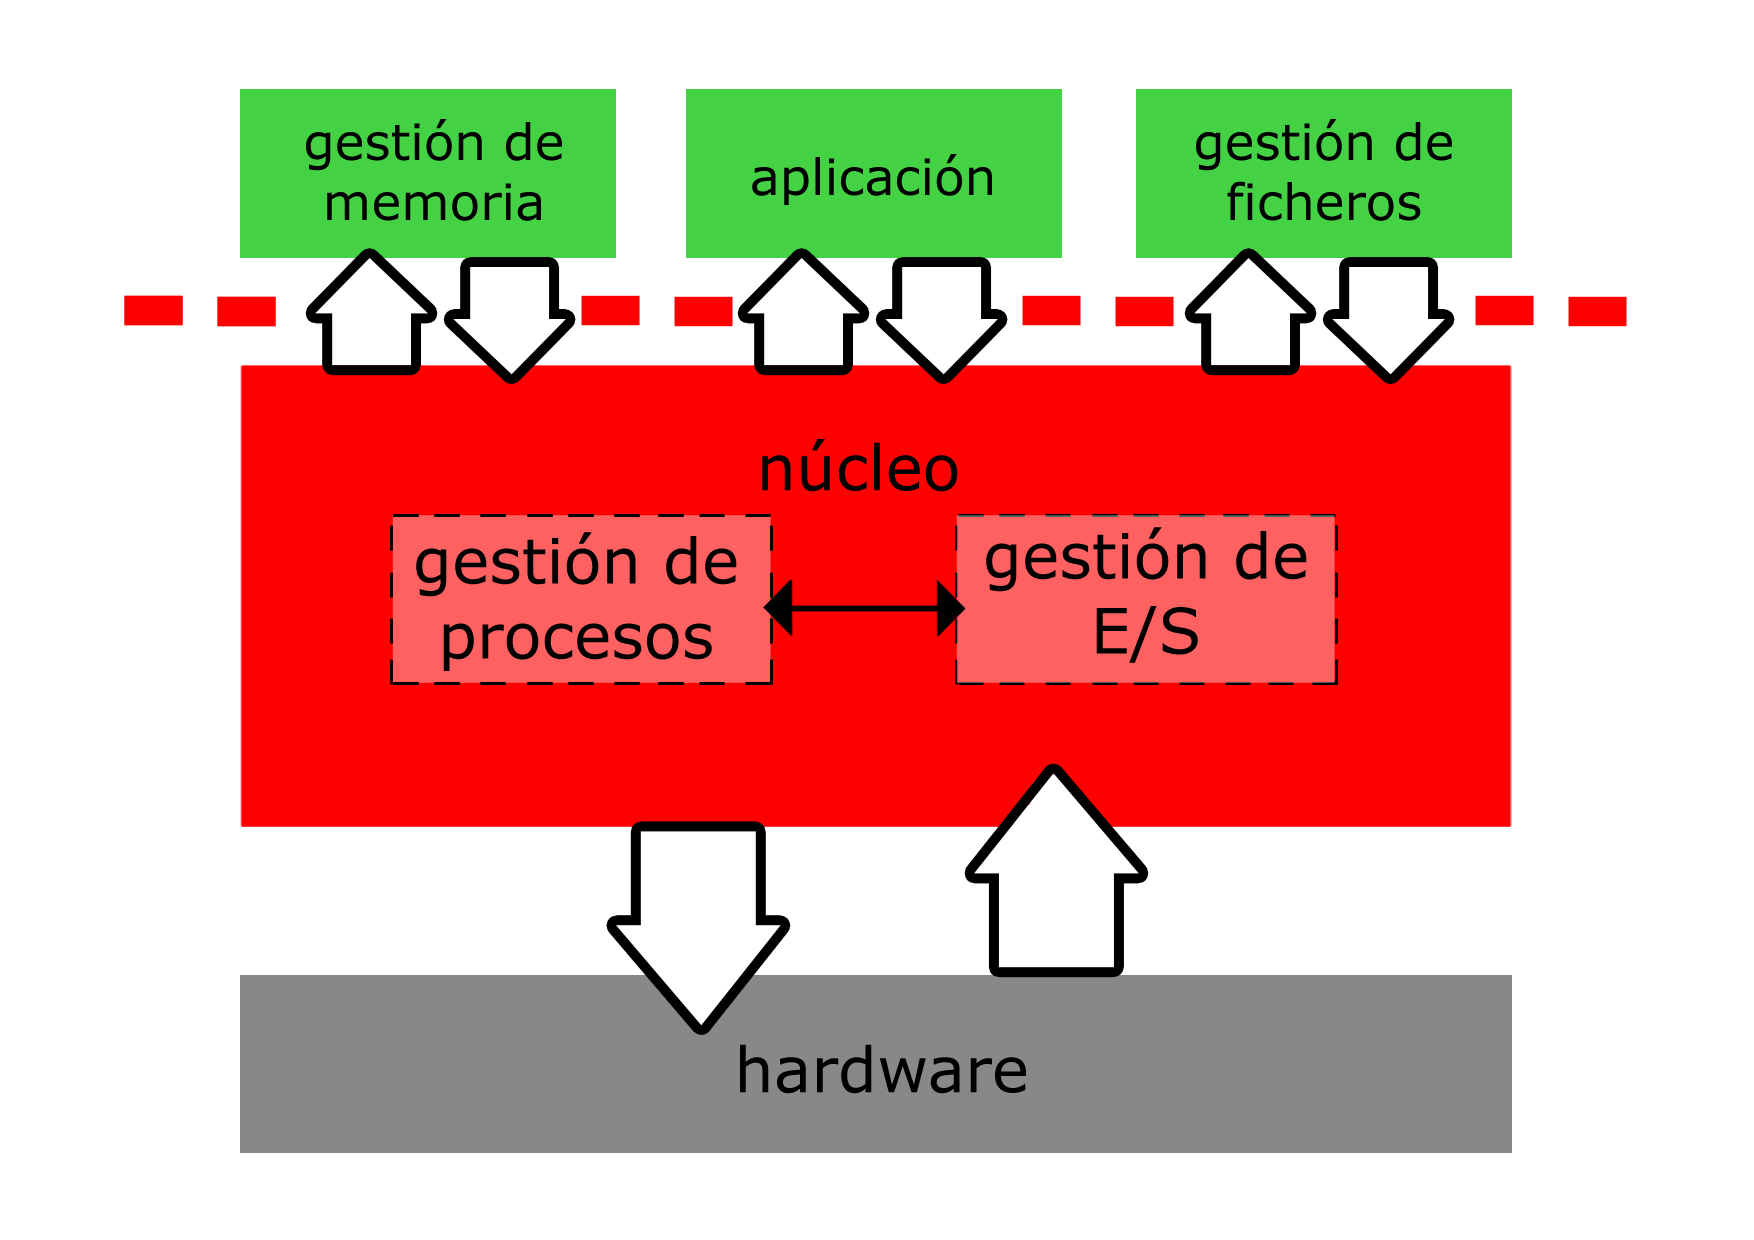 gestión de
memoria
aplicación
gestión de
ficheros
núcleo
gestión de
procesos
gestión de
E/S
hardware